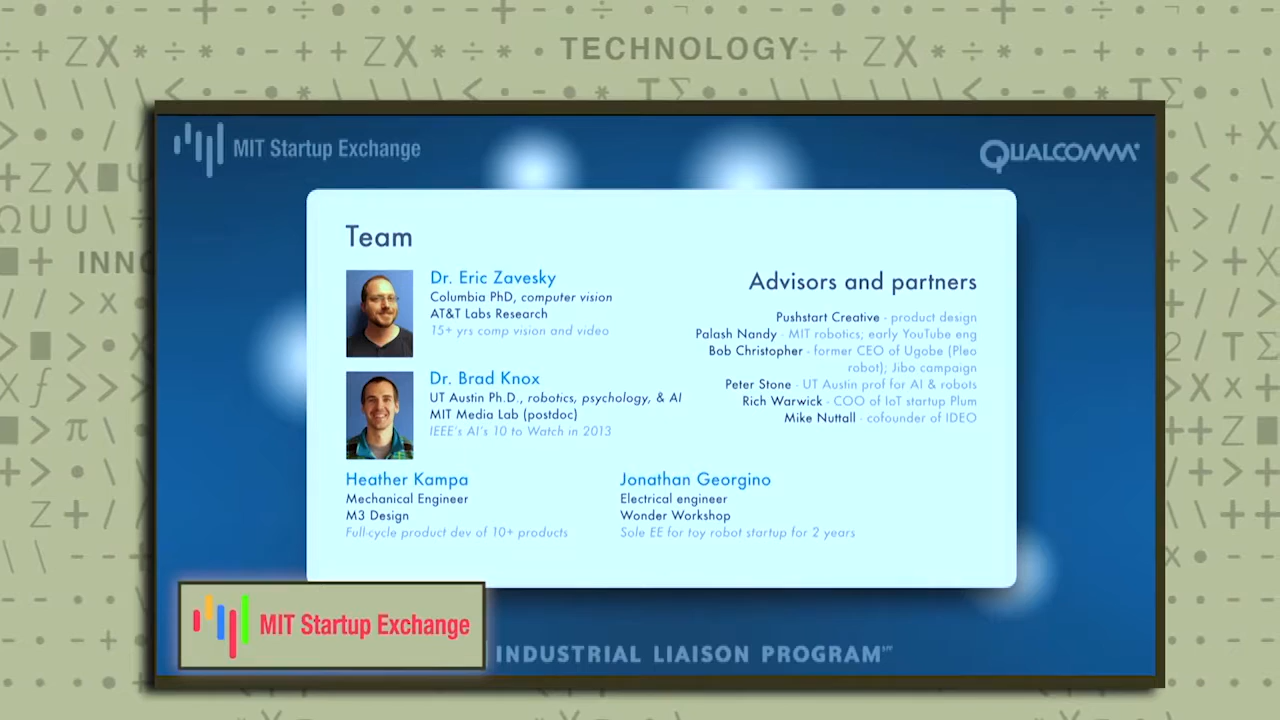 TECHNOLOGY
MIT Startup Exchange
QUALCOMM
INNO
Team
Dr. Eric Zavesky
Columbia PhD, computer vision
AT&T Labs Research
15+ yrs comp vision and video
Dr. Brad Knox
UT Austin Ph.D., robotics, psychology, & AI
MIT Media Lab (postdoc)
IEEE's AI's 10 to Watch in 2013
Advisors and partners
Pushstart Creative - product design
Palash Nandy - MIT robotics; early YouTube eng
Bob Christopher - former CEO of Ugobe (Pleo
robot); Jibo campaign
Peter Stone - UT Austin prof for AI & robots
Rich Warwick - COO of IoT startup Plum
Mike Nuttall - cofounder of IDEO
Heather Kampa
Mechanical Engineer
M3 Design
Full-cycle product dev of 10+ products
Jonathan Georgino
Electrical engineer
Wonder Workshop
Sole EE for toy robot startup for 2 years
MIT Startup Exchange
INDUSTRIAL LIAISON PROGRAM